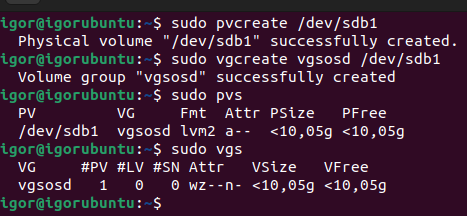 igor@igorubuntu:~$ sudo pvcreate /dev/sdb1
  Physical volume "/dev/sdb1" successfully created.
igor@igorubuntu:~$ sudo vgcreate vgsosd /dev/sdb1
  Volume group "vgsosd" successfully created
igor@igorubuntu:~$ sudo pvs
  PV         VG     Fmt  Attr PSize   PFree
  /dev/sdb1  vgsosd lvm2 a--  <10,05g <10,05g
igor@igorubuntu:~$ sudo vgs
  VG     #PV #LV #SN Attr   VSize   VFree
  vgsosd   1   0   0 wz--n- <10,05g <10,05g
igor@igorubuntu:~$